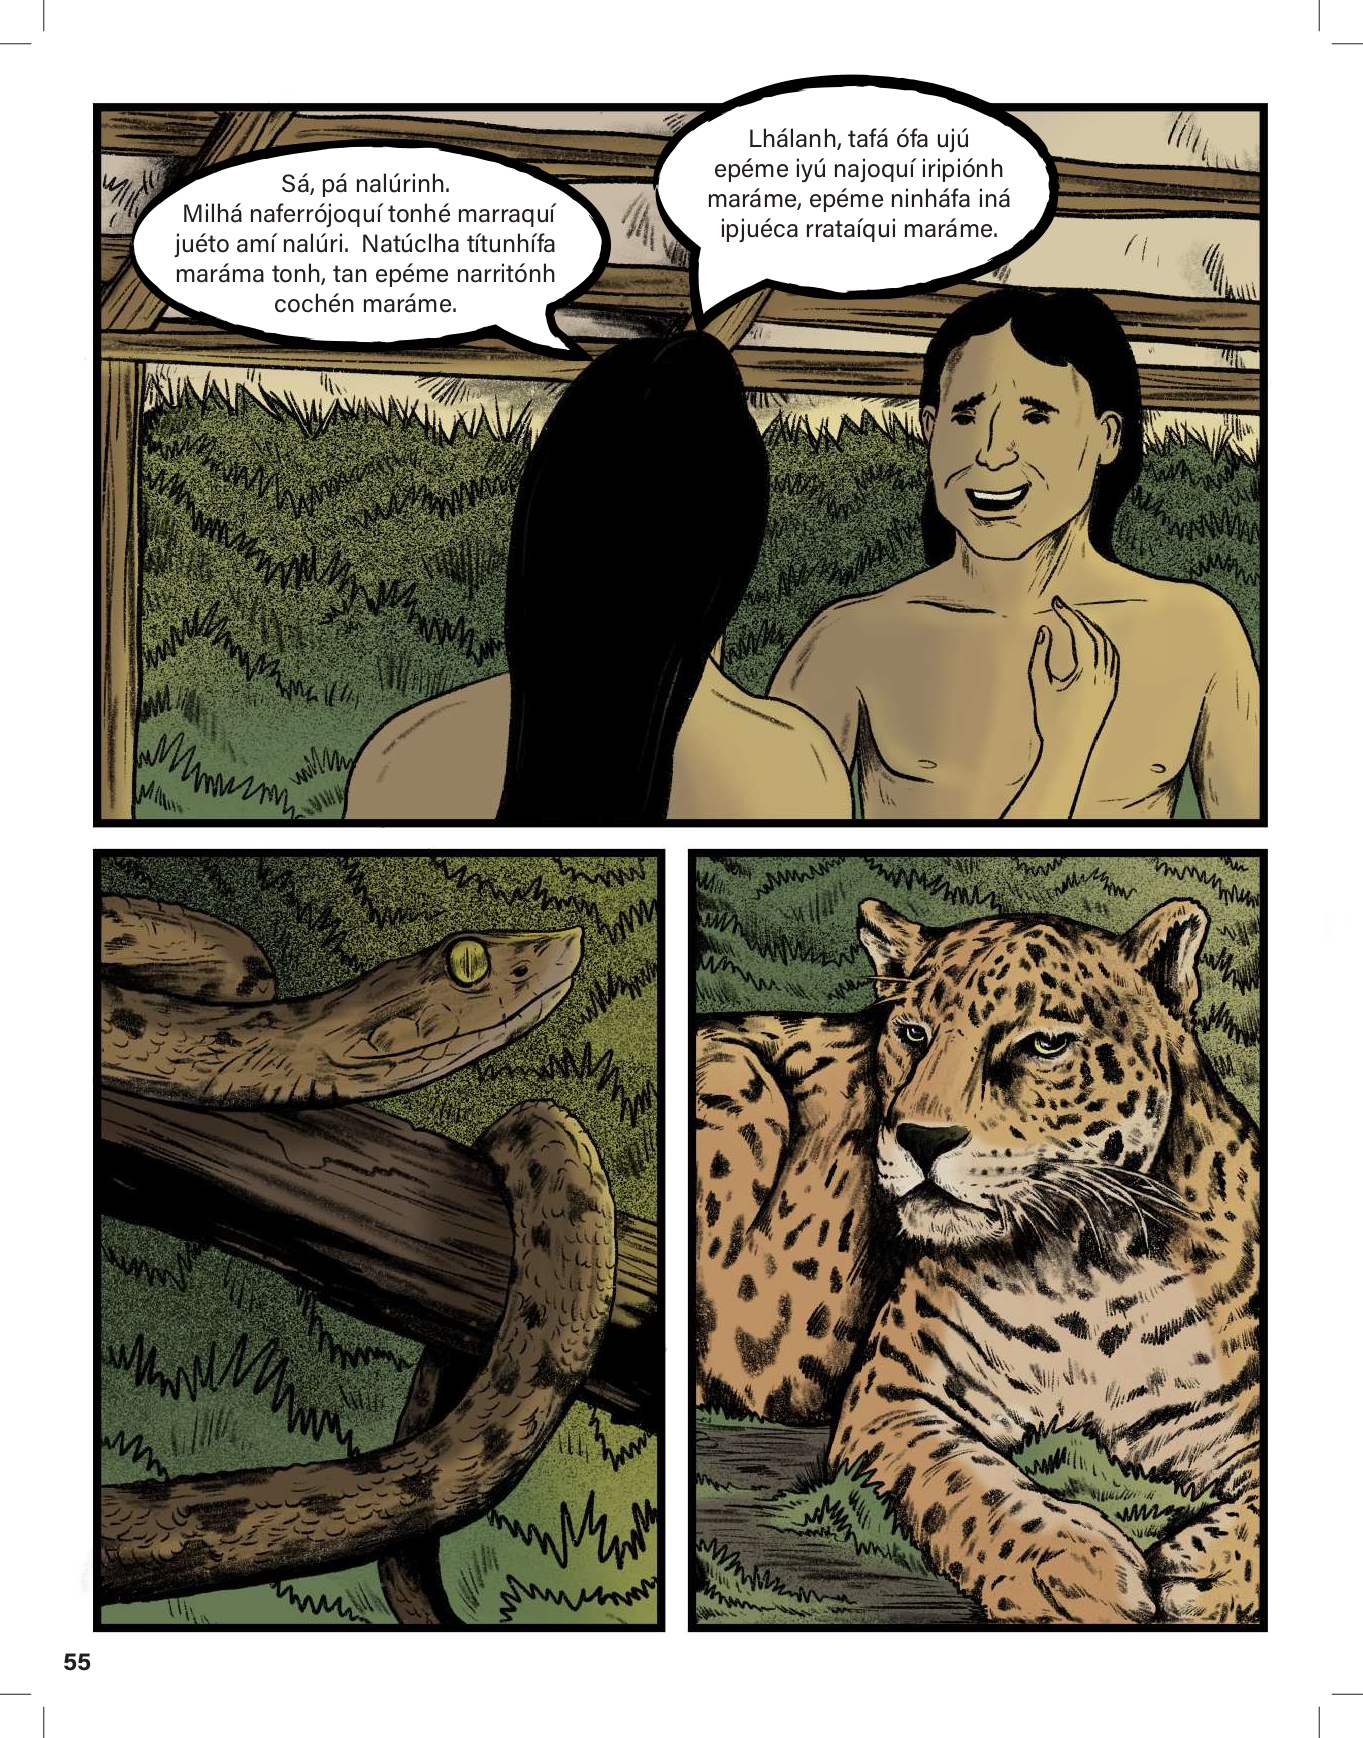 Sá, pá nalúrinh.
Milhá naferrójoquí tonhé marraquí
juéto amí nalúri. Natúclha títunhífa
maráma tonh, tan epéme narritónh
cochén maráme.
Lhálanh, tafá ófa ujú
epéme iyú najoquí iripiónh
maráme, epéme ninháfa iná
ipjuéca rrataíqui maráme.
55